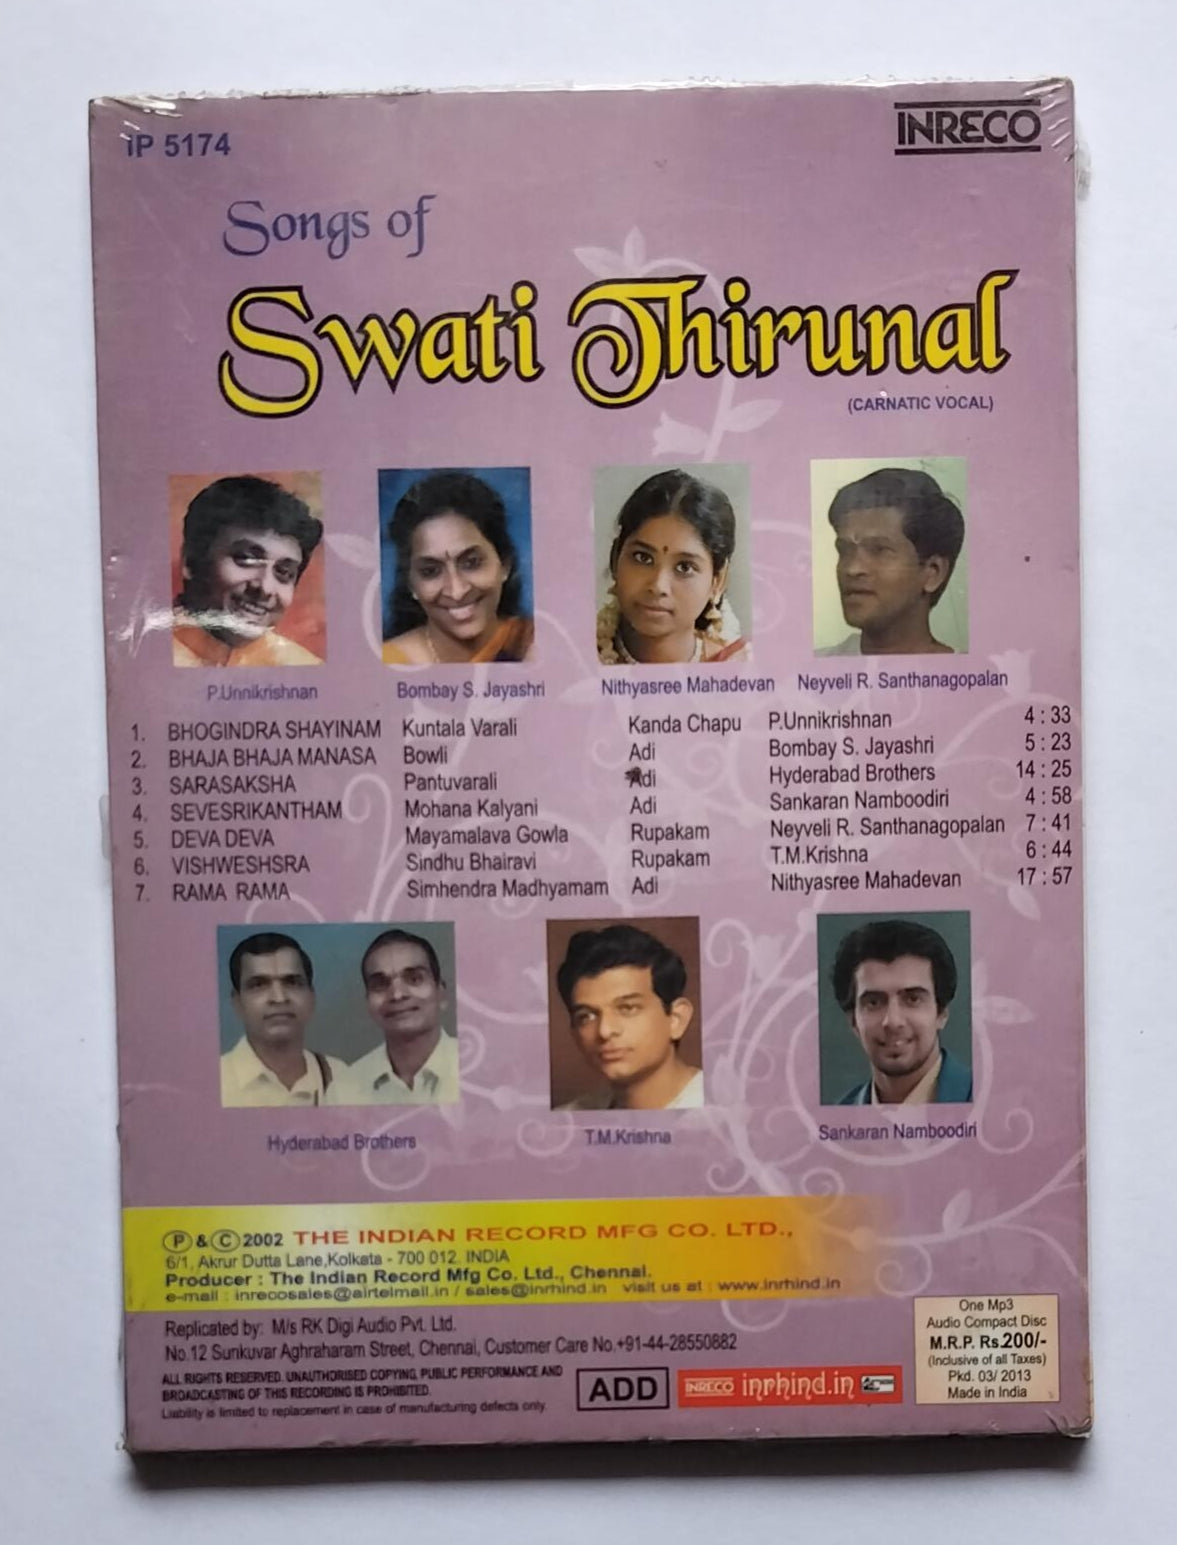 IP 5174
INRECO
Songs of
Swati Thirunal
(CARNATIC VOCAL)
P.Unnikrishnan
Bombay S. Jayashri
Nithyasree Mahadevan
Neyveli R. Santhanagopalan
1. BHOGINDRA SHAYINAM Kuntala Varali Kanda Chapu P.Unnikrishnan 4 : 33
2. BHAJA BHAJA MANASA Bowli Adi Bombay S. Jayashri 5 : 23
3. SARASAKSHA Pantuvarali Adi Hyderabad Brothers 14 : 25
4. SEVESRIKANTHAM Mohana Kalyani Adi Sankaran Namboodiri 4 : 58
5. DEVA DEVA Mayamalava Gowla Rupakam Neyveli R. Santhanagopalan 7 : 41
6. VISHWESHSRA Sindhu Bhairavi Rupakam T.M.Krishna 6 : 44
7. RAMA RAMA Simhendra Madhyamam Adi Nithyasree Mahadevan 17 : 57
Hyderabad Brothers
T.M.Krishna
Sankaran Namboodiri
Ⓟ & Ⓒ 2002 THE INDIAN RECORD MFG CO. LTD.,
6/1, Akrur Dutta Lane,Kolkata - 700 012. INDIA
Producer : The Indian Record Mfg Co. Ltd., Chennai.
e-mail : inrecosales@airtelmail.in / sales@inrhind.in visit us at : www.inrhind.in
Replicated by: M/s RK Digi Audio Pvt. Ltd.
No.12 Sunkuvar Aghraharam Street, Chennai, Customer Care No.+91-44-28550882
ALL RIGHTS RESERVED. UNAUTHORISED COPYING, PUBLIC PERFORMANCE AND
BROADCASTING OF THIS RECORDING IS PROHIBITED.
Liability is limited to replacement in case of manufacturing defects only.
ADD
INRECO inrhind.in
One Mp3
Audio Compact Disc
M.R.P. Rs.200/-
(Inclusive of all Taxes)
Pkd. 03/ 2013
Made in India